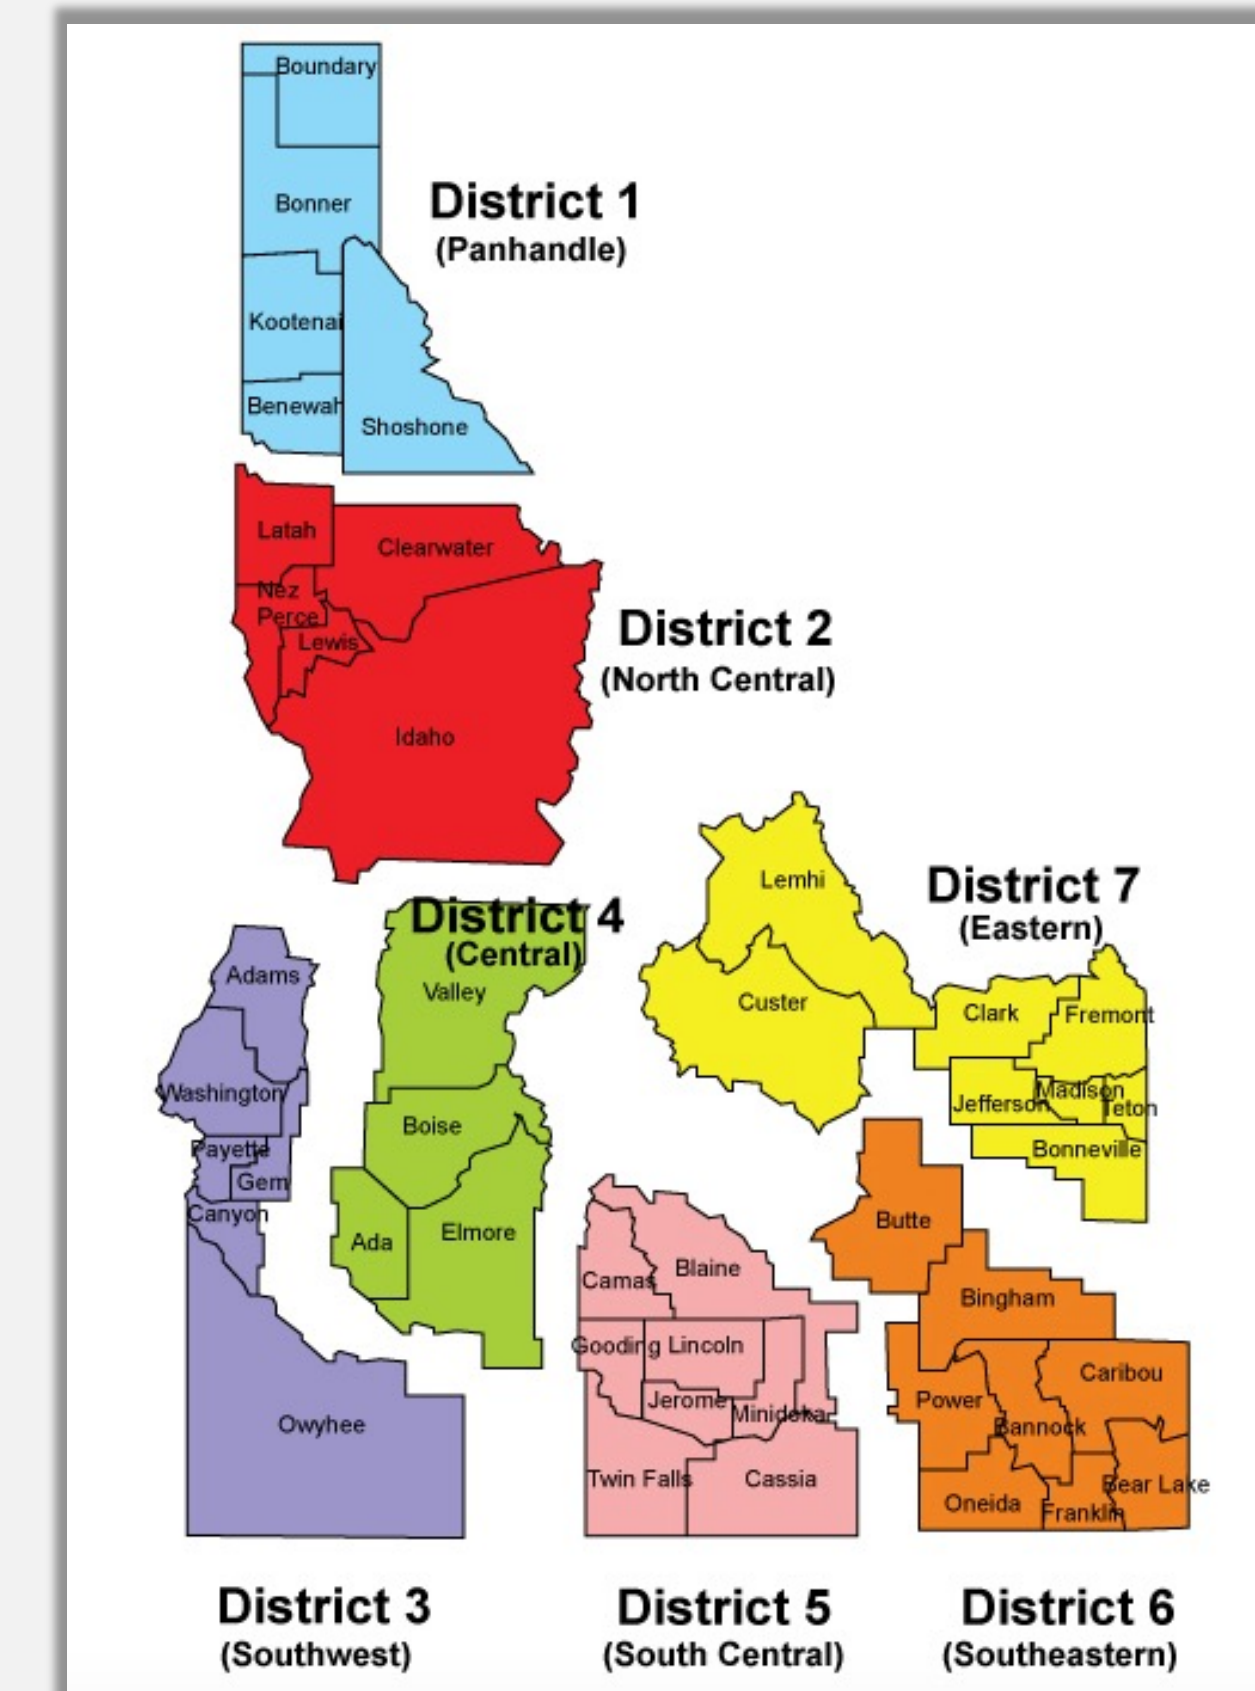 Boundary
Bonner
District 1
(Panhandle)
Kootenai
Benewah
Shoshone
Latah
Clearwater
Nez
Perce
Lewis
District 2
(North Central)
Idaho
Lemhi
District 7
(Eastern)
District 4
(Central)
Adams
Valley
Custer
Clark
Fremont
Washington
Madison
Jefferson
Teton
Boise
Payette
Bonneville
Gem
Canyon
Ada
Elmore
Butte
Camas
Blaine
Bingham
Gooding
Lincoln
Caribou
Jerome
Minidoka
Power
Bannock
Owyhee
Twin Falls
Cassia
Bear Lake
Oneida
Franklin
District 3
(Southwest)
District 5
(South Central)
District 6
(Southeastern)